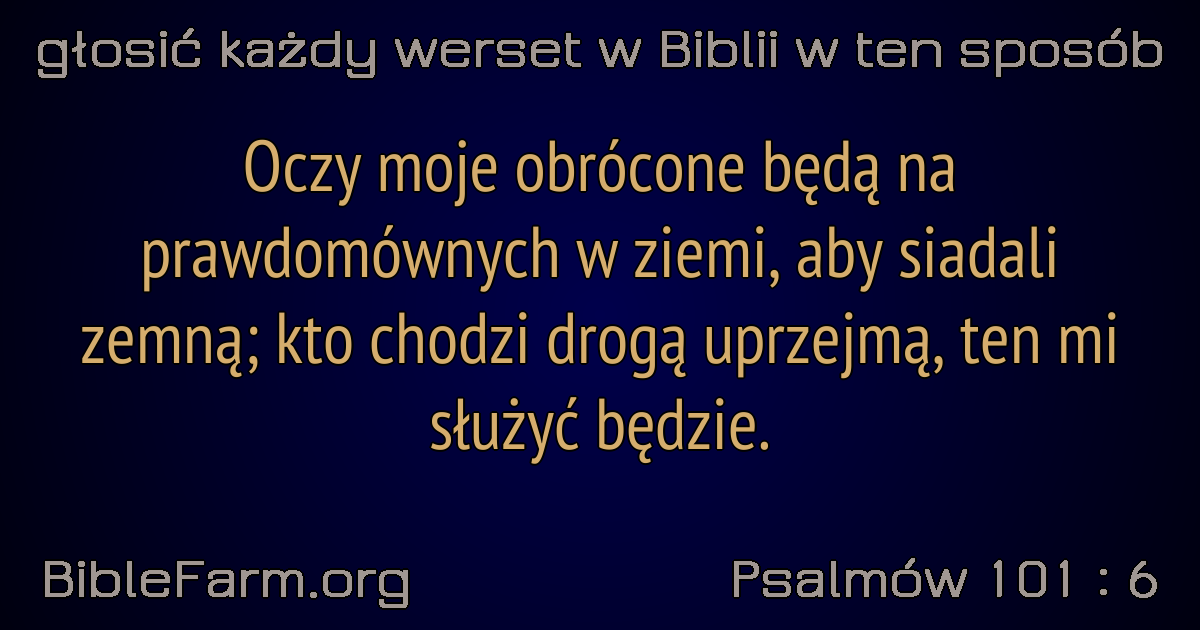 głosić każdy werset w Biblii w ten sposób
Oczy moje obrócone będą na
prawdomównych w ziemi, aby siadali
zemną; kto chodzi drogą uprzejmą, ten mi
służyć będzie.
BibleFarm.org
Psalmów 101 : 6